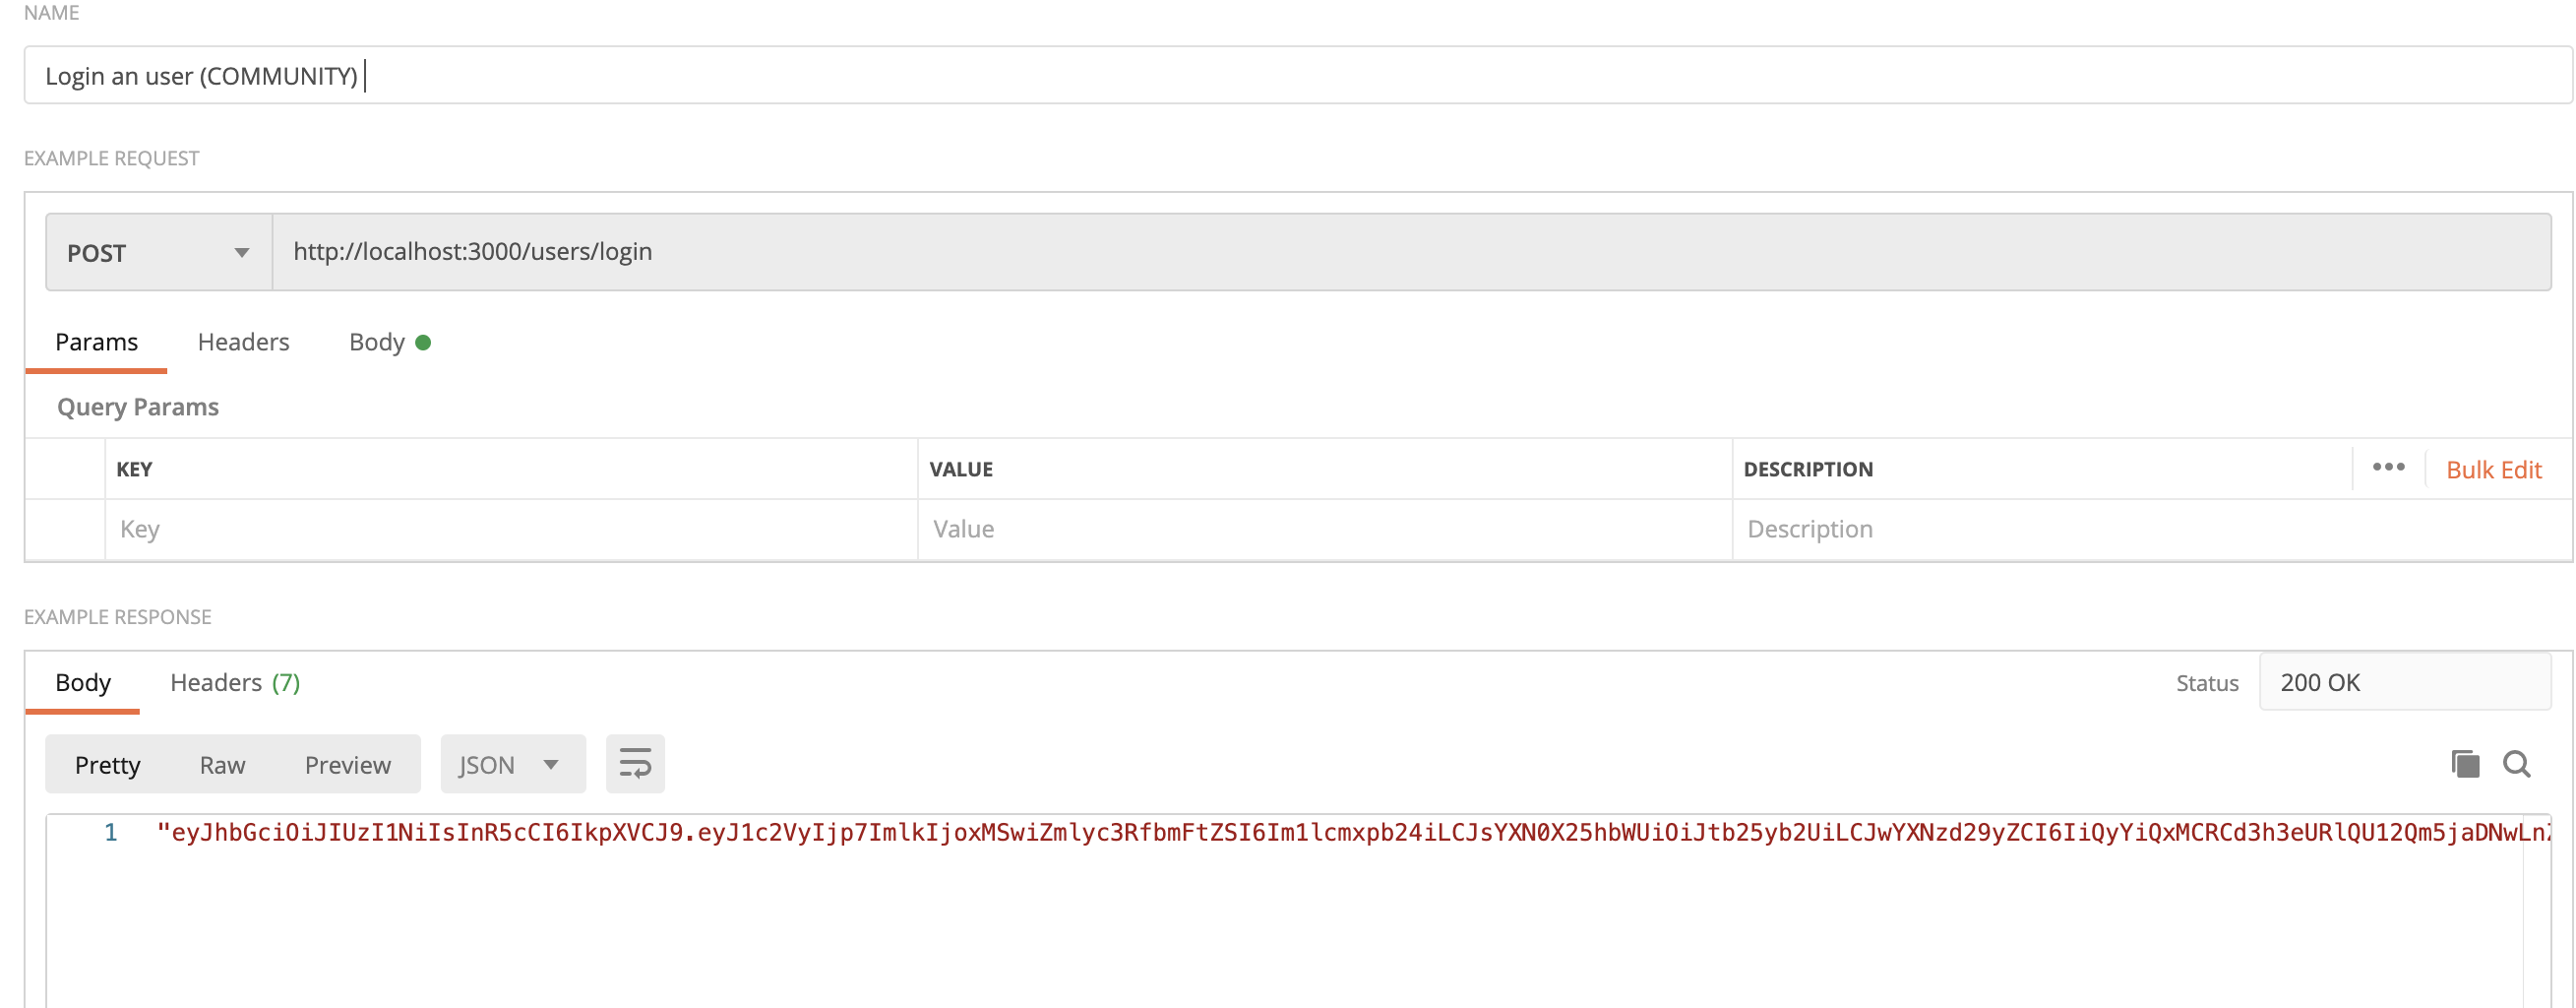 NAME
Login an user (COMMUNITY)
EXAMPLE REQUEST
POST http://localhost:3000/users/login
Params Headers Body
Query Params
KEY VALUE DESCRIPTION ••• Bulk Edit
Key Value Description
EXAMPLE RESPONSE
Body Headers (7) Status 200 OK
Pretty Raw Preview JSON
1 "eyJhbGciOiJIUzI1NiIsInR5cCI6IkpXVCJ9.eyJ1c2VyIjp7ImlkIjoxMSwiZmlyc3RfbmFtZSI6Im1lcmxpb24iLCJsYXN0X25hbWUiOiJtb25yb2UiLCJwYXNzd29yZCI6IiQyYiQxMCRCd3h3eURlQU12Qm5jaDNwLn